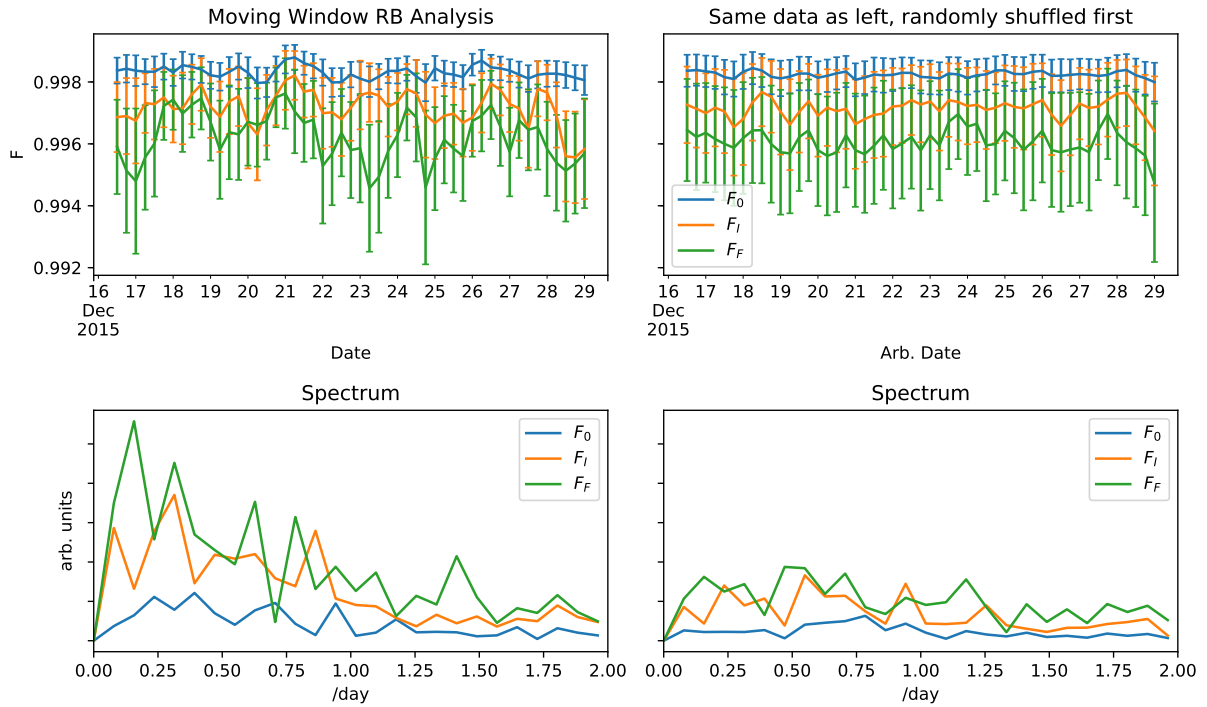 Moving Window RB Analysis
F
0.998
0.996
0.994
0.992
16 17 18 19 20 21 22 23 24 25 26 27 28 29
Dec
2015
Date
Same data as left, randomly shuffled first
F_0
F_I
F_F
16 17 18 19 20 21 22 23 24 25 26 27 28 29
Dec
2015
Arb. Date
Spectrum
arb. units
F_0
F_I
F_F
0.00 0.25 0.50 0.75 1.00 1.25 1.50 1.75 2.00
/day
Spectrum
F_0
F_I
F_F
0.00 0.25 0.50 0.75 1.00 1.25 1.50 1.75 2.00
/day